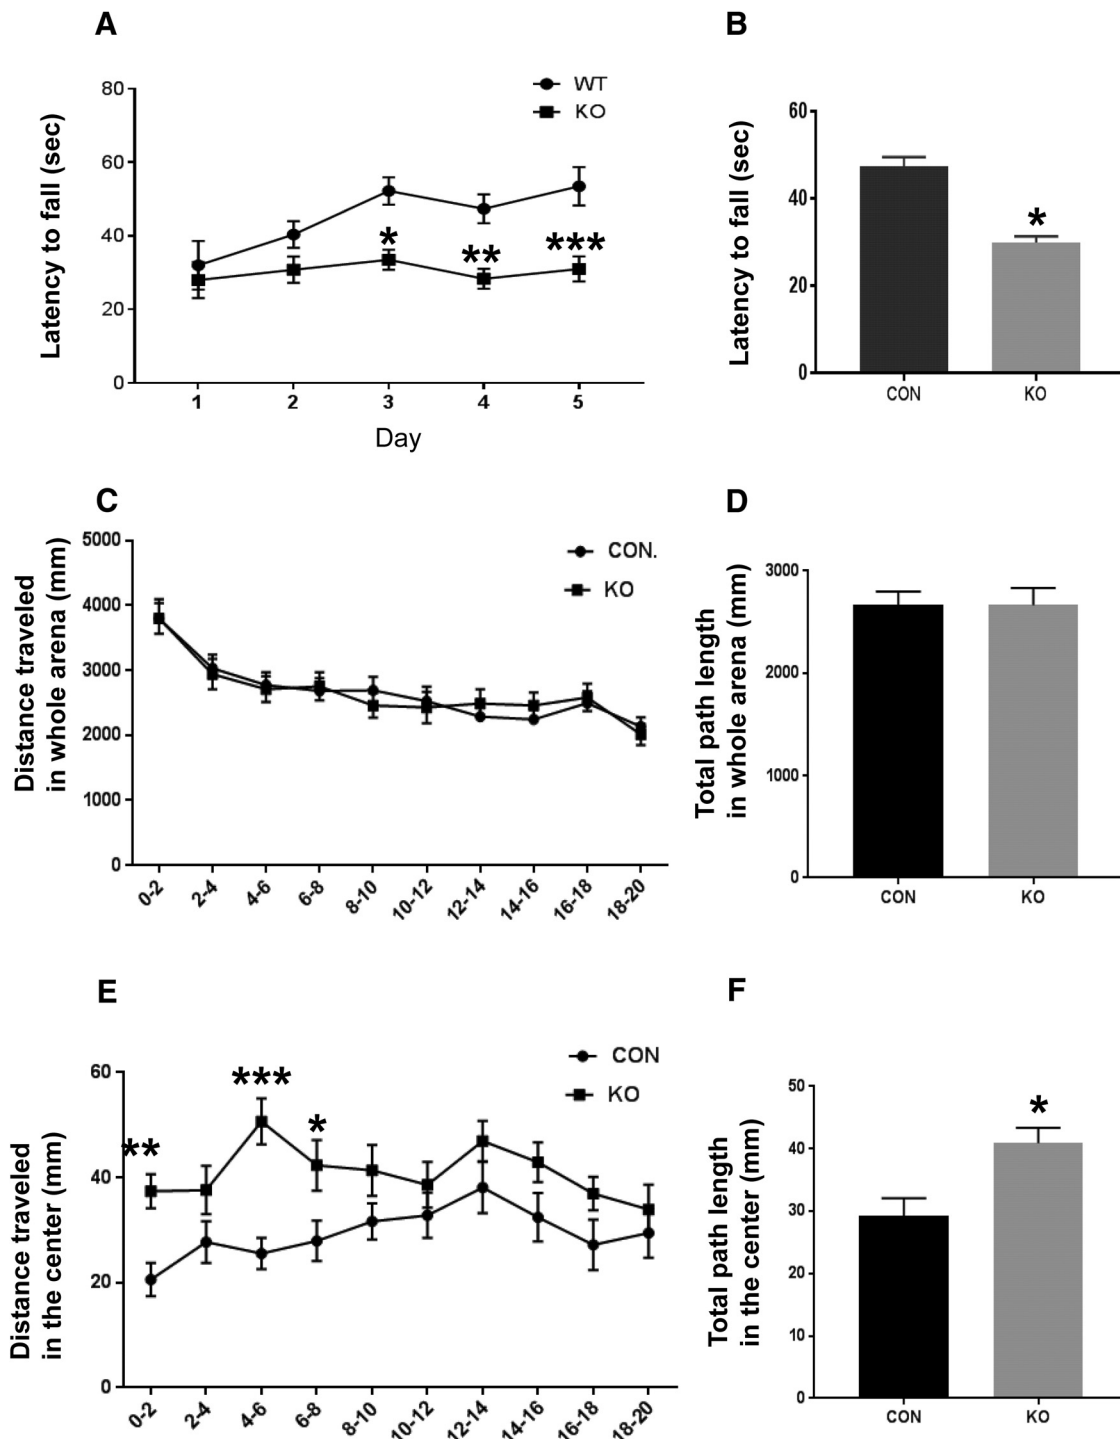 A
Latency to fall (sec)
80
60
40
20
0
WT
KO
*
**
***
1 2 3 4 5
Day
B
Latency to fall (sec)
60
40
20
0
*
CON KO
C
Distance traveled
in whole arena (mm)
5000
4000
3000
2000
1000
0
CON.
KO
0-2 2-4 4-6 6-8 8-10 10-12 12-14 14-16 16-18 18-20
D
Total path length
in whole arena (mm)
3000
2000
1000
0
CON KO
E
Distance traveled
in the center (mm)
60
40
20
0
CON
KO
**
***
*
0-2 2-4 4-6 6-8 8-10 10-12 12-14 14-16 16-18 18-20
F
Total path length
in the center (mm)
50
40
30
20
10
0
*
CON KO